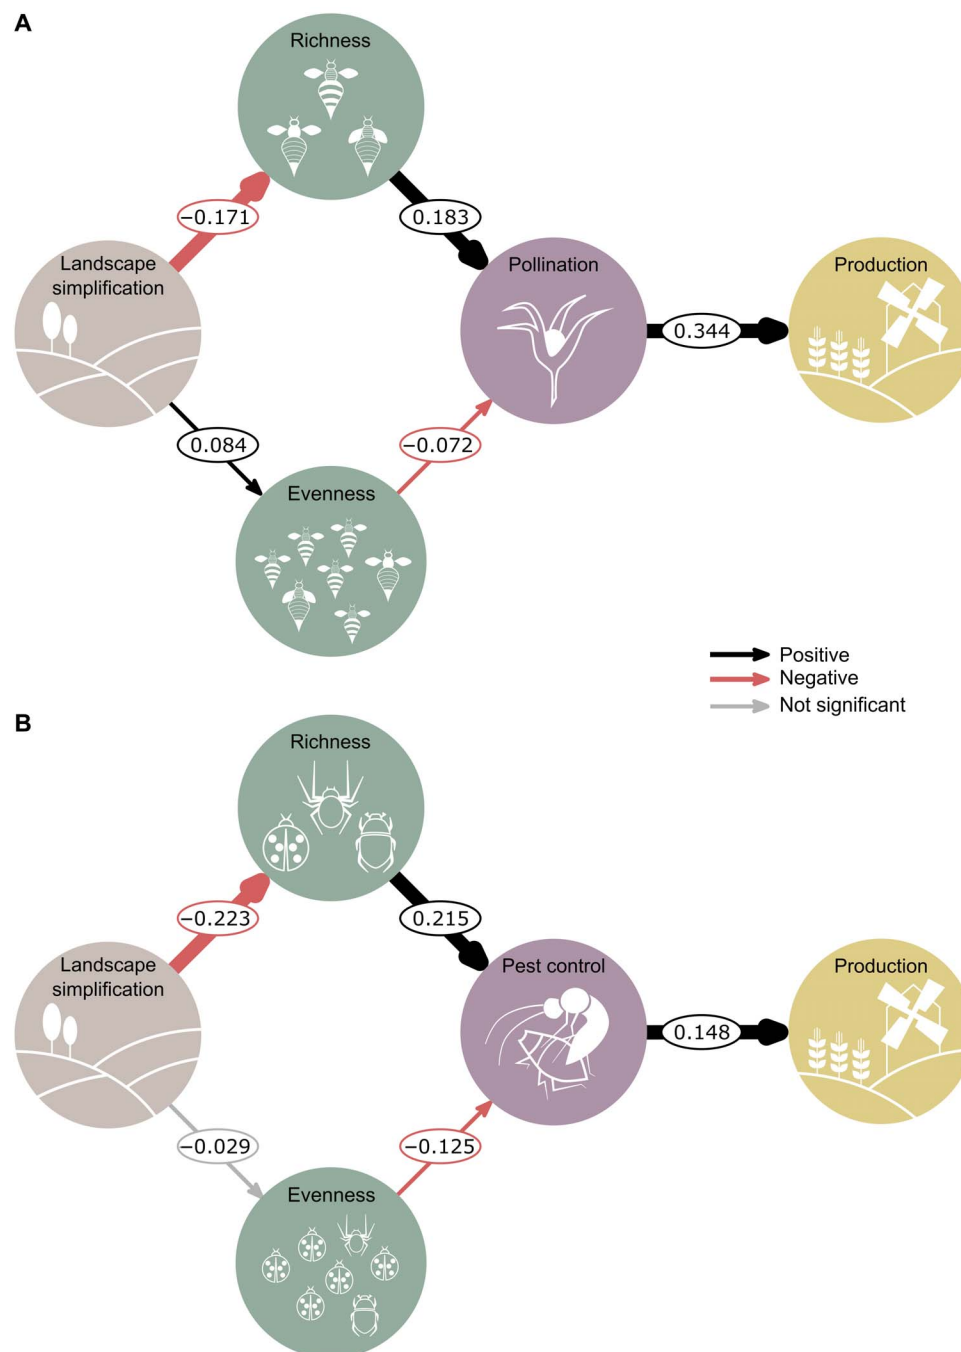 A
Richness
−0.171
0.183
Landscape
simplification
Pollination
Production
0.344
0.084
−0.072
Evenness
Positive
Negative
Not significant
B
Richness
−0.223
0.215
Landscape
simplification
Pest control
Production
0.148
−0.029
−0.125
Evenness